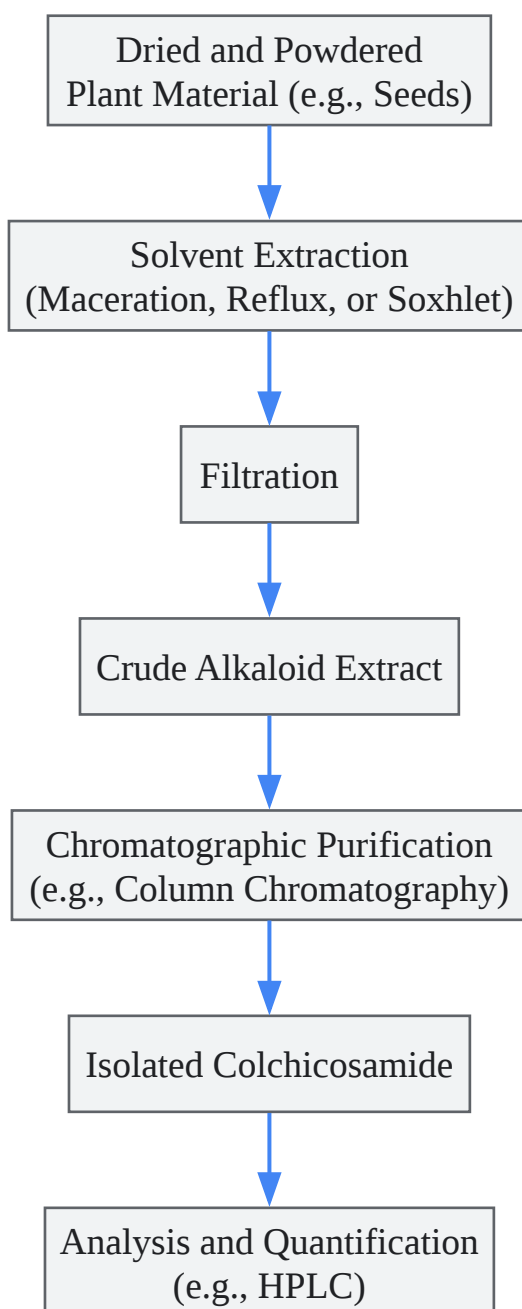 Dried and Powdered
Plant Material (e.g., Seeds)
Solvent Extraction
(Maceration, Reflux, or Soxhlet)
Filtration
Crude Alkaloid Extract
Chromatographic Purification
(e.g., Column Chromatography)
Isolated Colchicosamide
Analysis and Quantification
(e.g., HPLC)